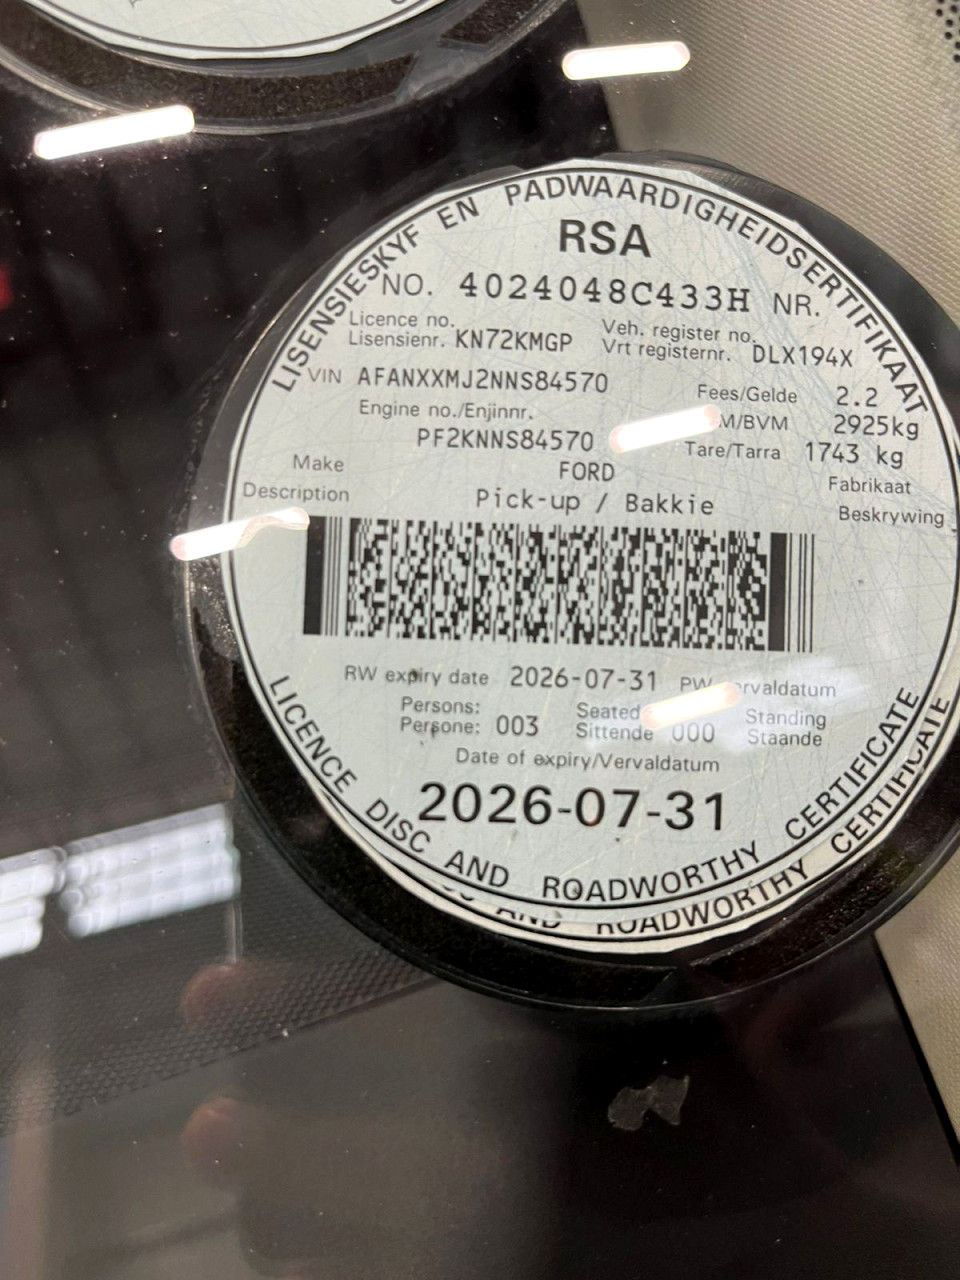 LISENSIESKYF EN PADWAARDIGHEIDSERTIFIKAAT
RSA
NO. 4024048C433H NR.
Licence no. Veh. register no.
Lisensienr. KN72KMGP Vrt registernr. DLX194X
VIN AFANXXMJ2NNS84570
Fees/Gelde 2.2
Engine no./Enjinnr.
M/BVM 2925kg
PF2KNNS84570
Tare/Tarra 1743 kg
Make FORD Fabrikaat
Description Pick-up / Bakkie Beskrywing
RW expiry date 2026-07-31 PW ervaldatum
Persons: Seated Standing
Persone: 003 Sittende 000 Staande
Date of expiry/Vervaldatum
2026-07-31
LICENCE DISC AND ROADWORTHY CERTIFICATE
AND ROADWORTHY CERTIFICATE